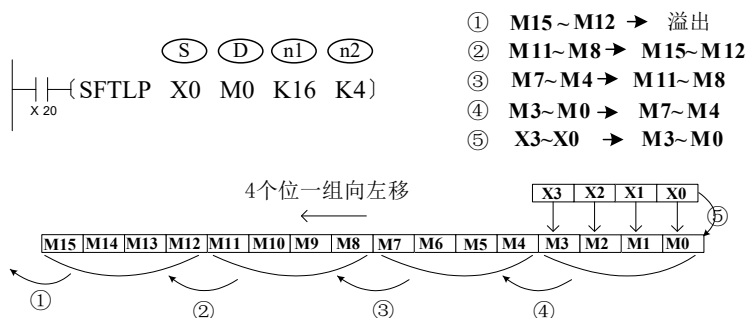 S D n1 n2
SFTLP X0 M0 K16 K4
X 20
① M15~M12 → 溢出
② M11~M8 → M15~M12
③ M7~M4 → M11~M8
④ M3~M0 → M7~M4
⑤ X3~X0 → M3~M0
4个位一组向左移
X3 X2 X1 X0
⑤
M15 M14 M13 M12 M11 M10 M9 M8 M7 M6 M5 M4 M3 M2 M1 M0
① ② ③ ④